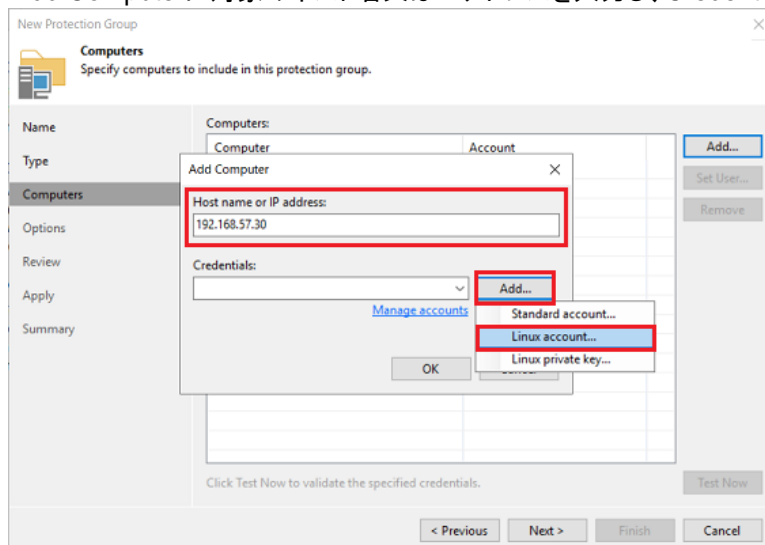 New Protection Group
Computers
Specify computers to include in this protection group.
Name
Type
Computers
Options
Review
Apply
Summary
Computers:
Computer Account
Add...
Set User...
Remove
Add Computer
Host name or IP address:
192.168.57.30
Credentials:
Add...
Manage accounts
Standard account...
Linux account...
Linux private key...
OK
Click Test Now to validate the specified credentials.
Test Now
< Previous
Next >
Finish
Cancel